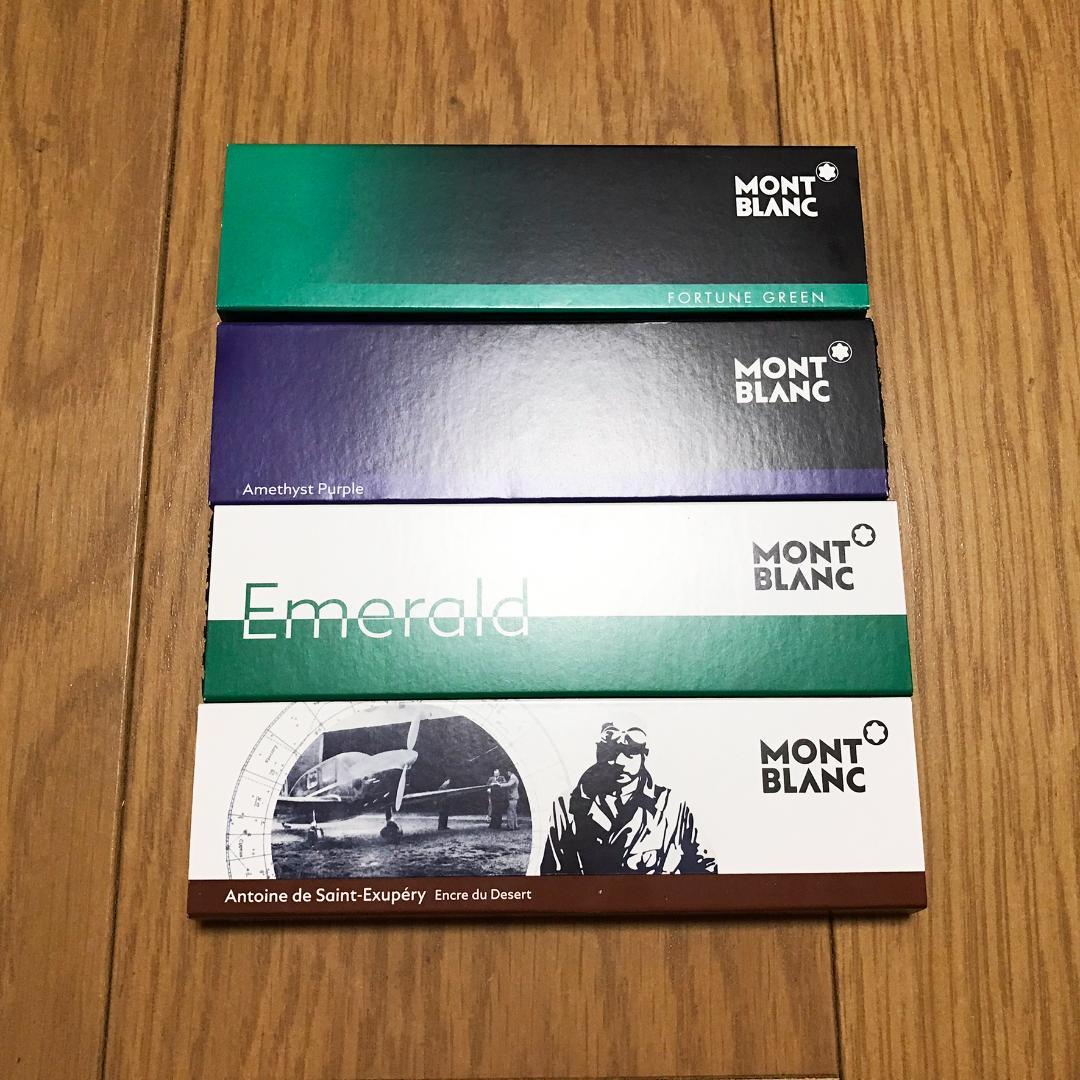 MONT
BLANC
FORTUNE GREEN
MONT
BLANC
Amethyst Purple
MONT
BLANC
Emerald
MONT
BLANC
Antoine de Saint-Exupéry Encre du Desert